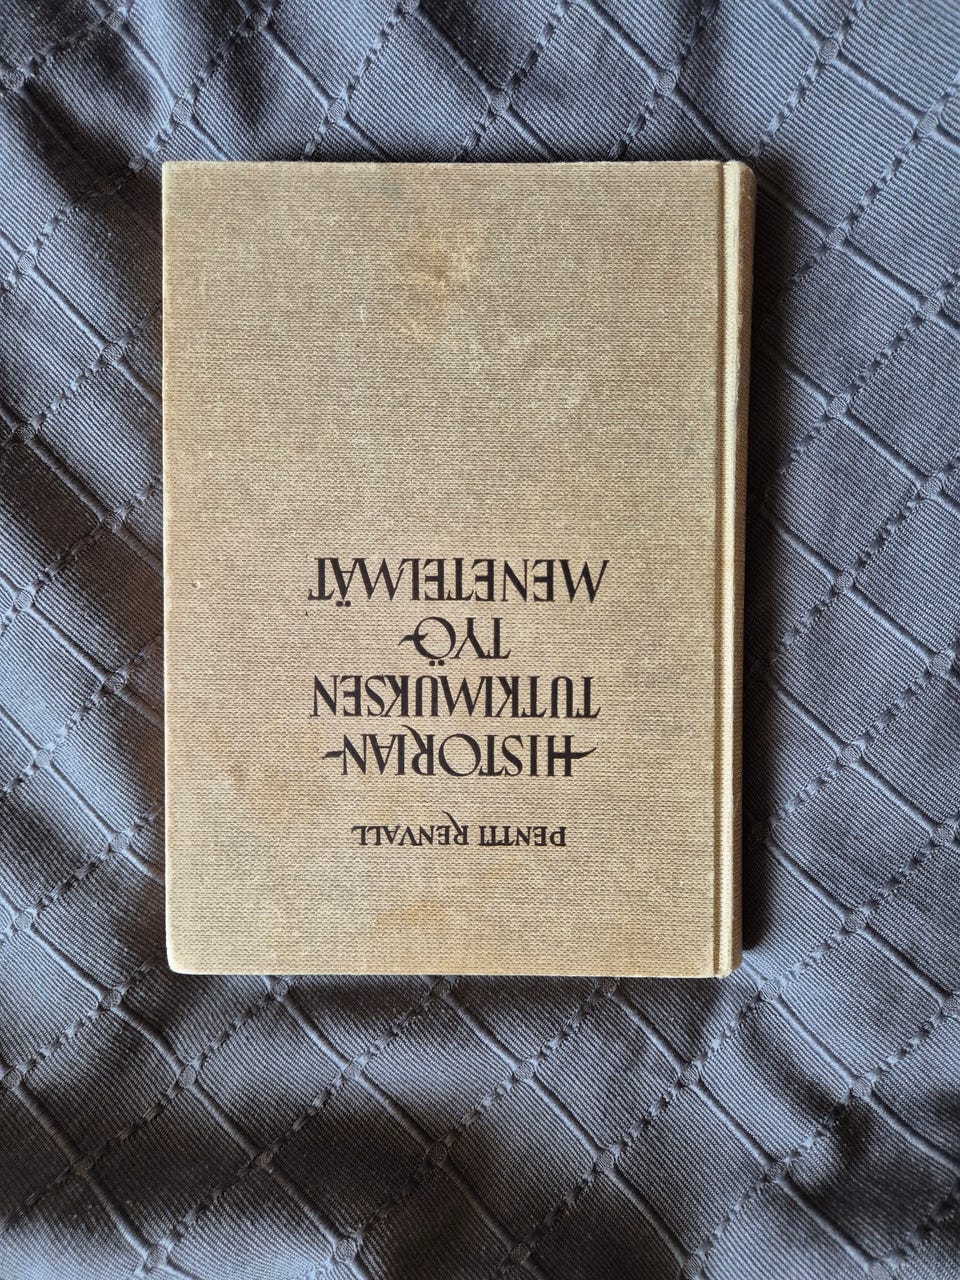 PENTTI RENVALL
HISTORIAN-
TUTKIMUKSEN
TYÖ-
MENETELMÄT